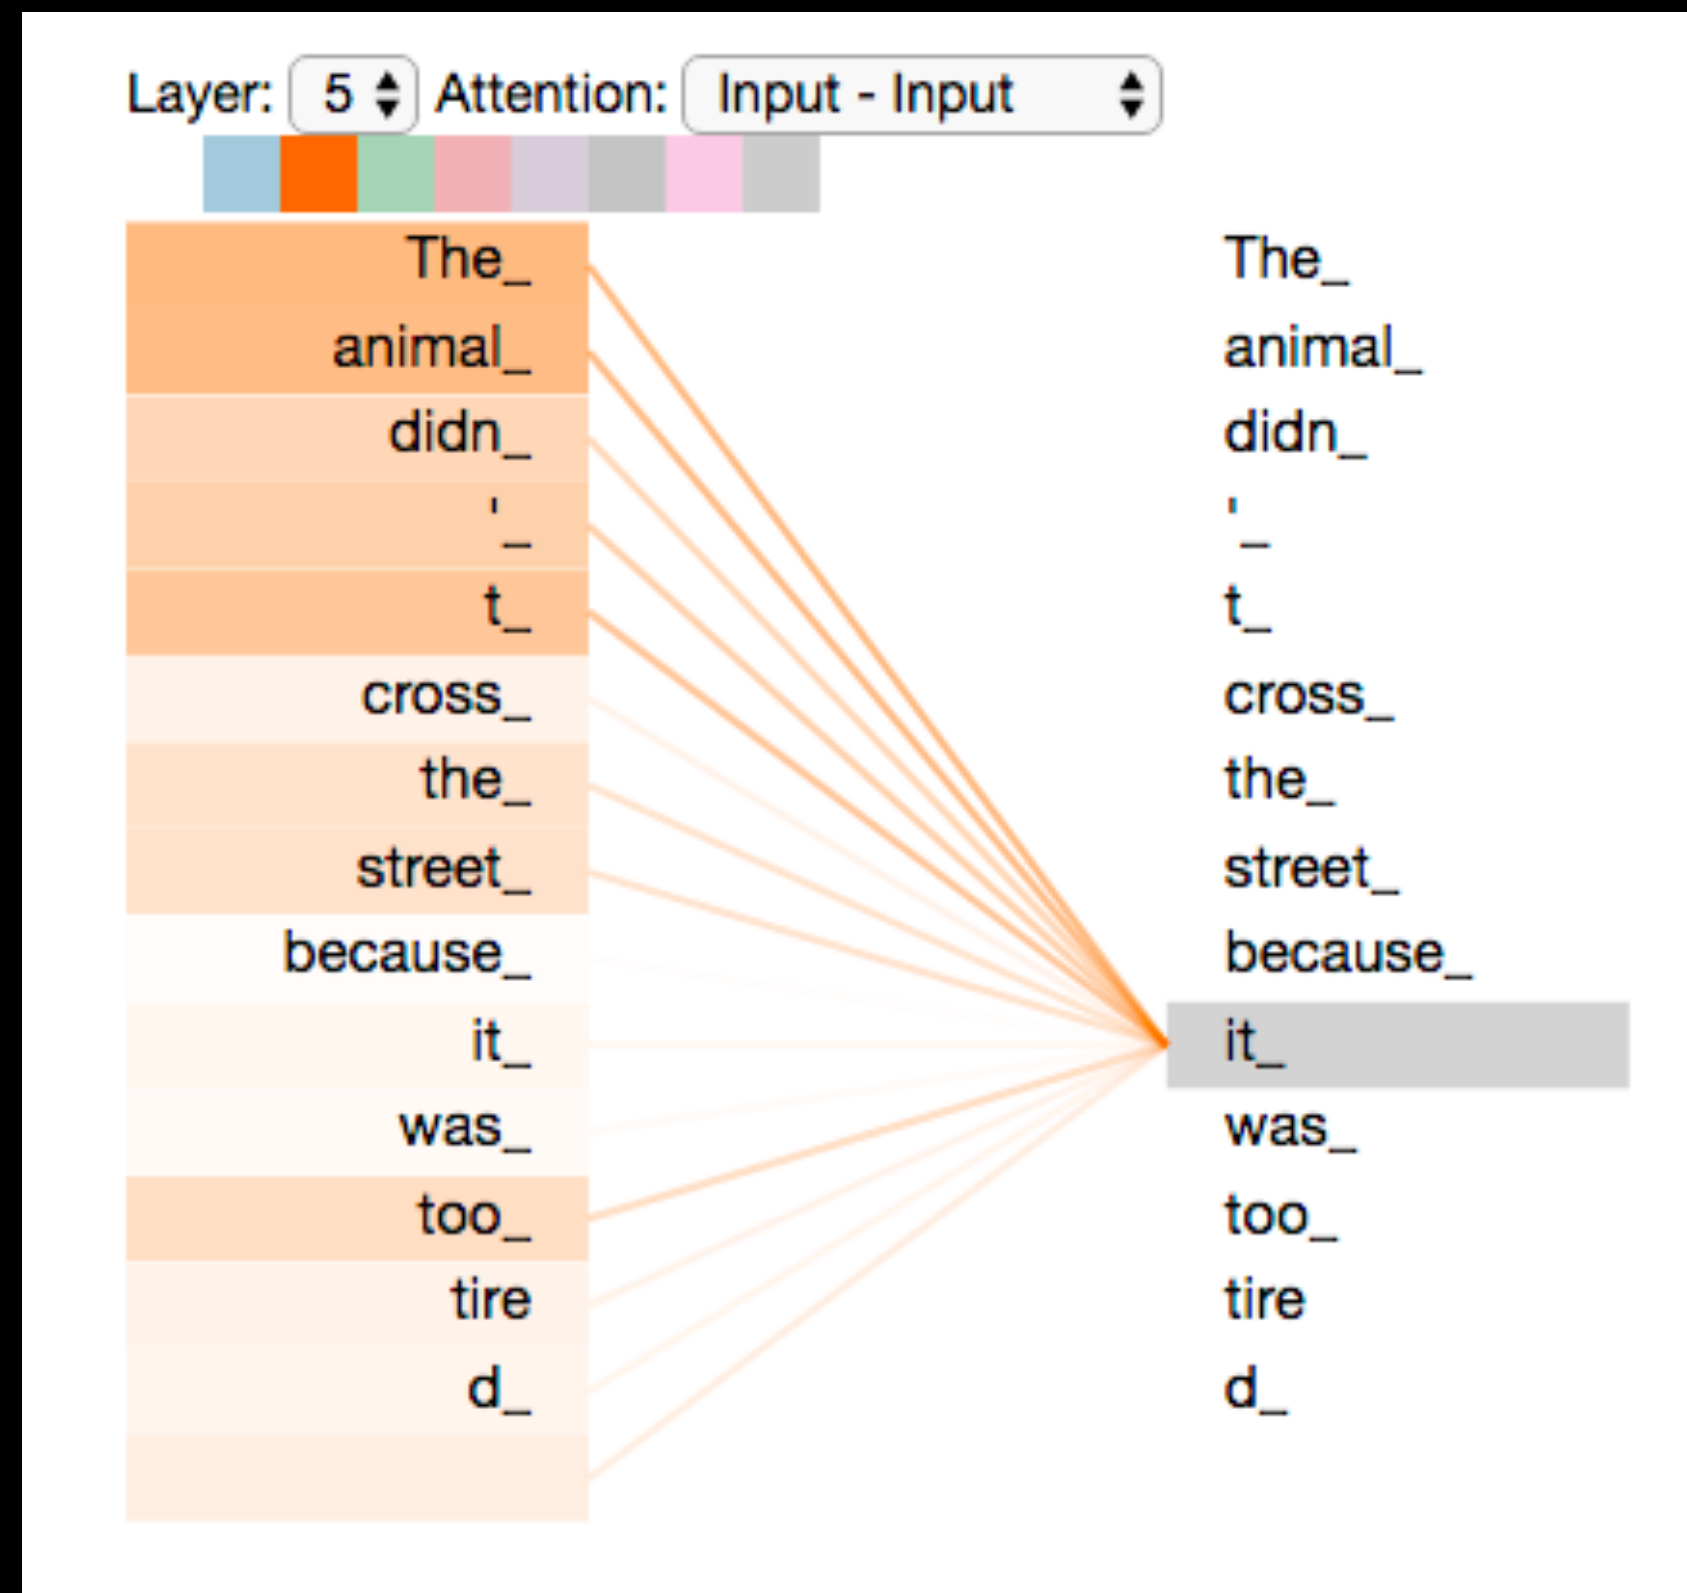 Layer: 5 Attention: Input - Input
The_ The_
animal_ animal_
didn_ didn_
'_ '_
t_ t_
cross_ cross_
the_ the_
street_ street_
because_ because_
it_ it_
was_ was_
too_ too_
tire tire
d_ d_